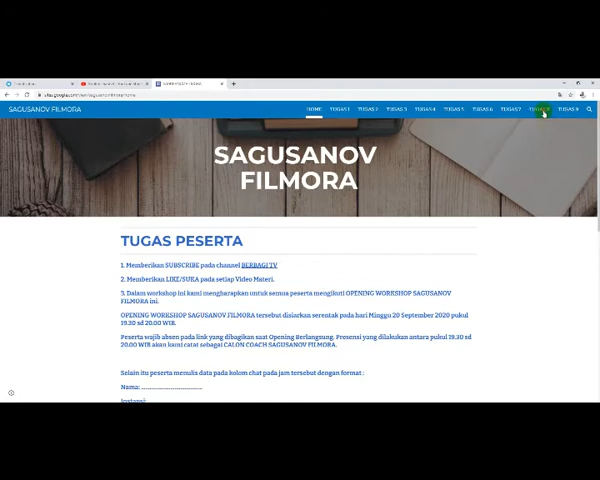 SAGUSANOV FILMORA
HOME TUGAS 1 TUGAS 2 TUGAS 3 TUGAS 4 TUGAS 5 TUGAS 6 TUGAS 7 TUGAS 9
SAGUSANOV
FILMORA
TUGAS PESERTA
1. Memberikan SUBSCRIBE pada channel BERBAGI TV
2. Memberikan LIKE/SUKA pada setiap Video Materi.
3. Dalam workshop ini kami mengharapkan untuk semua peserta mengikuti OPENING WORKSHOP SAGUSANOV
FILMORA ini.
OPENING WORKSHOP SAGUSANOV FILMORA tersebut disiarkan serentak pada hari Minggu 20 September 2020 pukul
19.30 sd 20.00 WIB.
Peserta wajib absen pada link yang dibagikan saat Opening Berlangsung. Presensi yang dilakukan antara pukul 19.30 sd
20.00 WIB akan kami catat sebagai CALON COACH SAGUSANOV FILMORA.
Selain itu peserta menulis data pada kolom chat pada jam tersebut dengan format :
Nama: ..............................
Instansi: